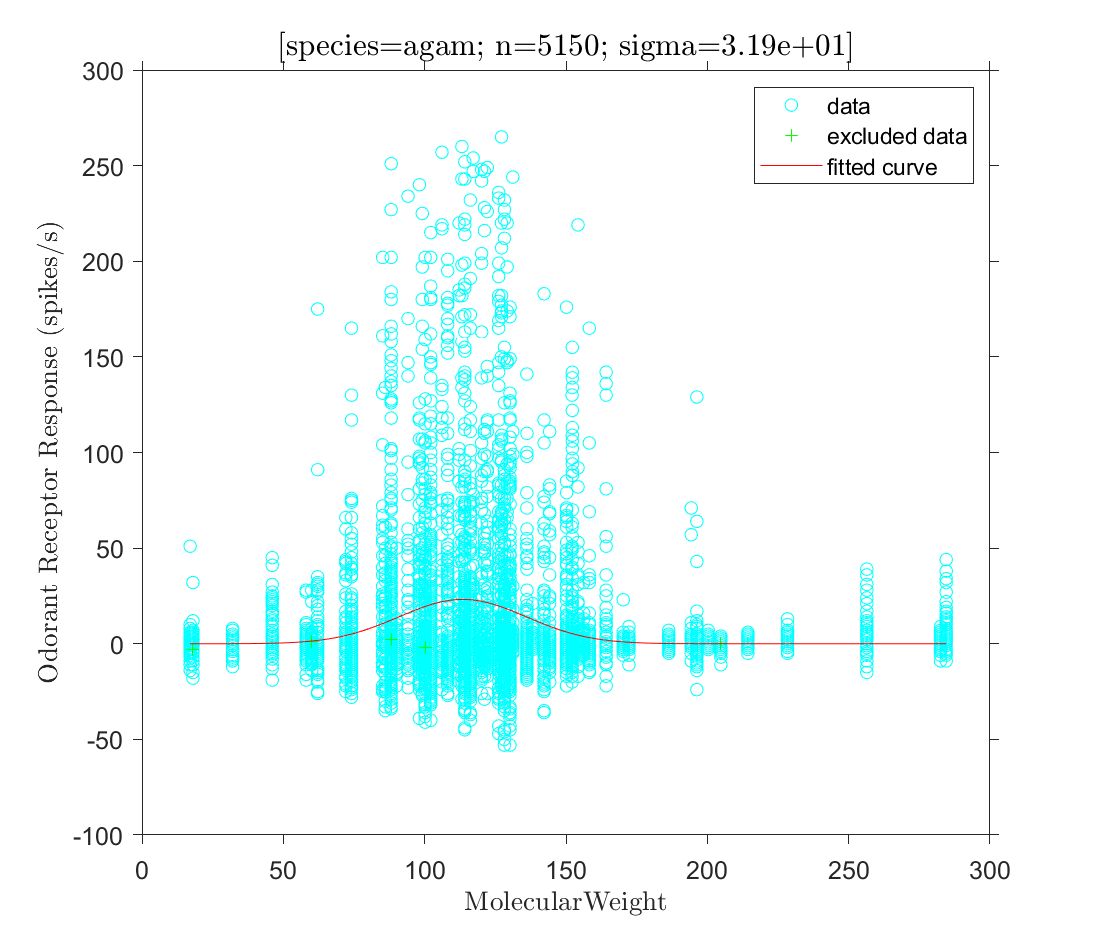 [species=agam; n=5150; sigma=3.19e+01]
300
250
200
150
100
50
0
-50
-100
Odorant Receptor Response (spikes/s)
data
excluded data
fitted curve
0 50 100 150 200 250 300
MolecularWeight